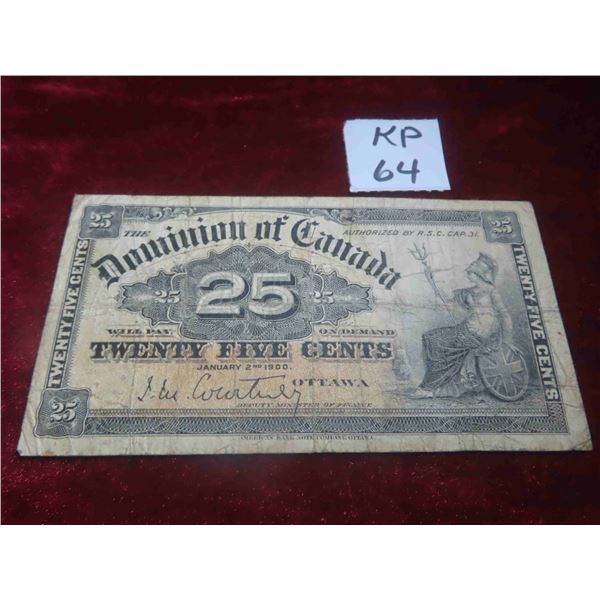 KP
64
25
25
THE
Dominion of Canada
AUTHORIZED BY R.S.C. CAP. 31.
25
25
25
WILL PAY
ON DEMAND
TWENTY FIVE CENTS
JANUARY 2ND 1900.
OTTAWA
J. M. Courtney
DEPUTY MINISTER OF FINANCE
25
AMERICAN BANK NOTE COMPANY, OTTAWA.
TWENTY FIVE CENTS
TWENTY FIVE CENTS